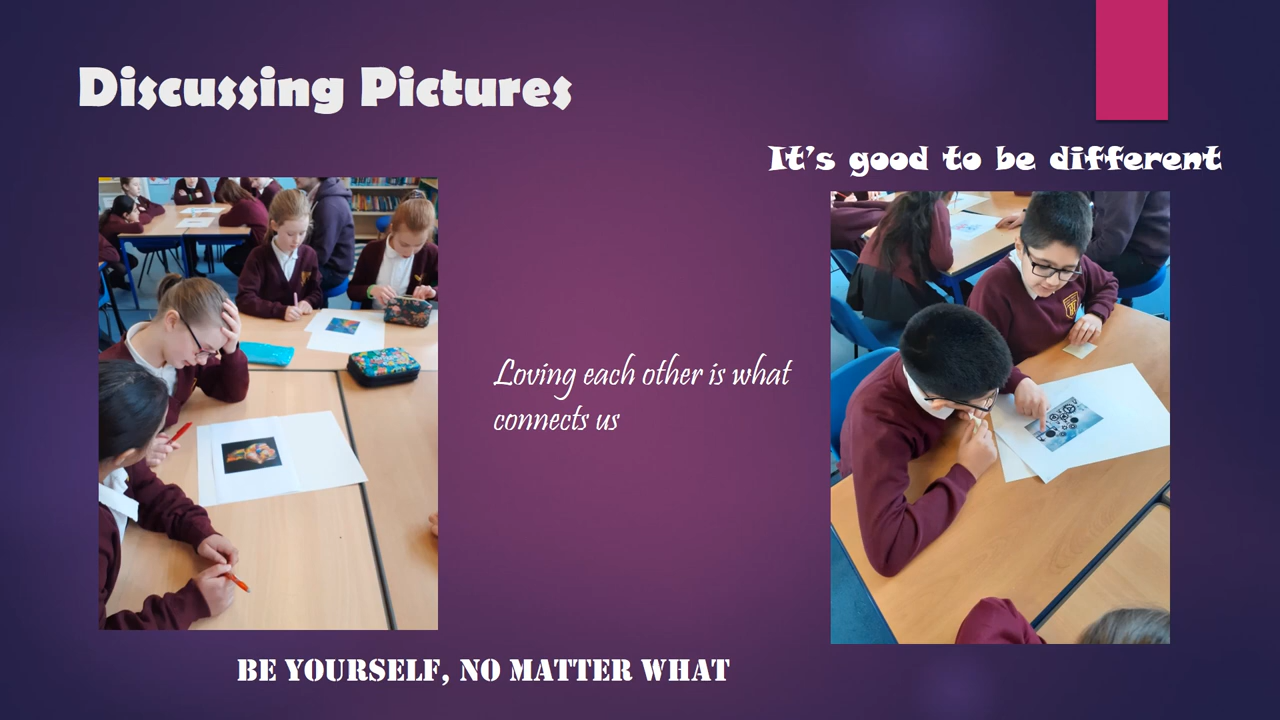 Discussing Pictures
It's good to be different
Loving each other is what
connects us
BE YOURSELF, NO MATTER WHAT